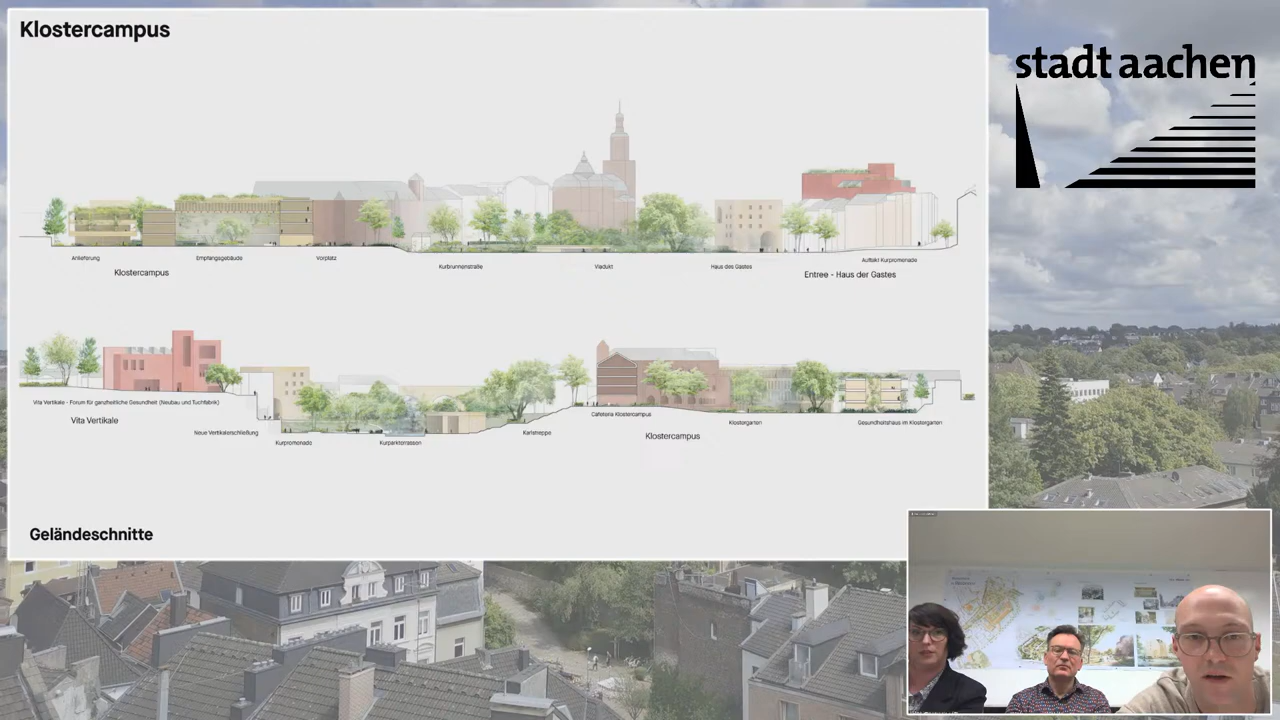 Klostercampus
stadt aachen
Anlieferung
Empfangsgebäude
Vorplatz
Klostercampus
Kurbrunnenstraße
Viadukt
Haus des Gastes
Auftakt Kurpromenade
Entree - Haus der Gastes
Vita Vertikale - Forum für ganzheitliche Gesundheit (Neubau und Tuchfabrik)
Vita Vertikale
Neue Vertikalerschließung
Kurpromenade
Kurparkterrassen
Karlstreppe
Cafeteria Klostercampus
Klostercampus
Klostergarten
Gesundheitshaus im Klostergarten
Geländeschnitte